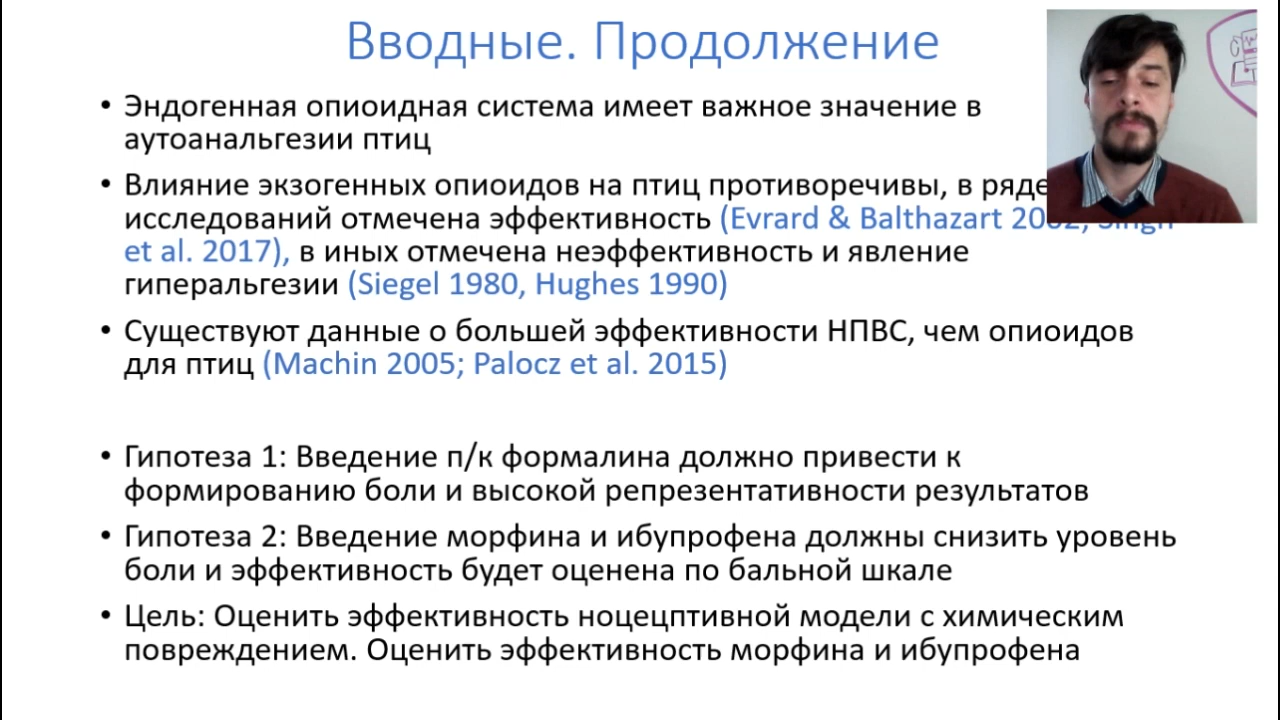 Вводные. Продолжение
• Эндогенная опиоидная система имеет важное значение в
аутоанальгезии птиц
• Влияние экзогенных опиоидов на птиц противоречивы, в ряде
исследований отмечена эффективность (Evrard & Balthazart 2002; Singh
et al. 2017), в иных отмечена неэффективность и явление
гиперальгезии (Siegel 1980, Hughes 1990)
• Существуют данные о большей эффективности НПВС, чем опиоидов
для птиц (Machin 2005; Palocz et al. 2015)
• Гипотеза 1: Введение п/к формалина должно привести к
формированию боли и высокой репрезентативности результатов
• Гипотеза 2: Введение морфина и ибупрофена должны снизить уровень
боли и эффективность будет оценена по бальной шкале
• Цель: Оценить эффективность ноцецптивной модели с химическим
повреждением. Оценить эффективность морфина и ибупрофена